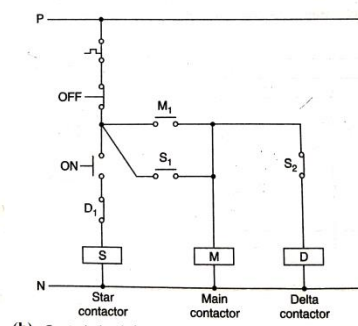 P
OFF
M1
ON
S1
S2
D1
S
M
D
N
Star contactor
Main contactor
Delta contactor
(b)